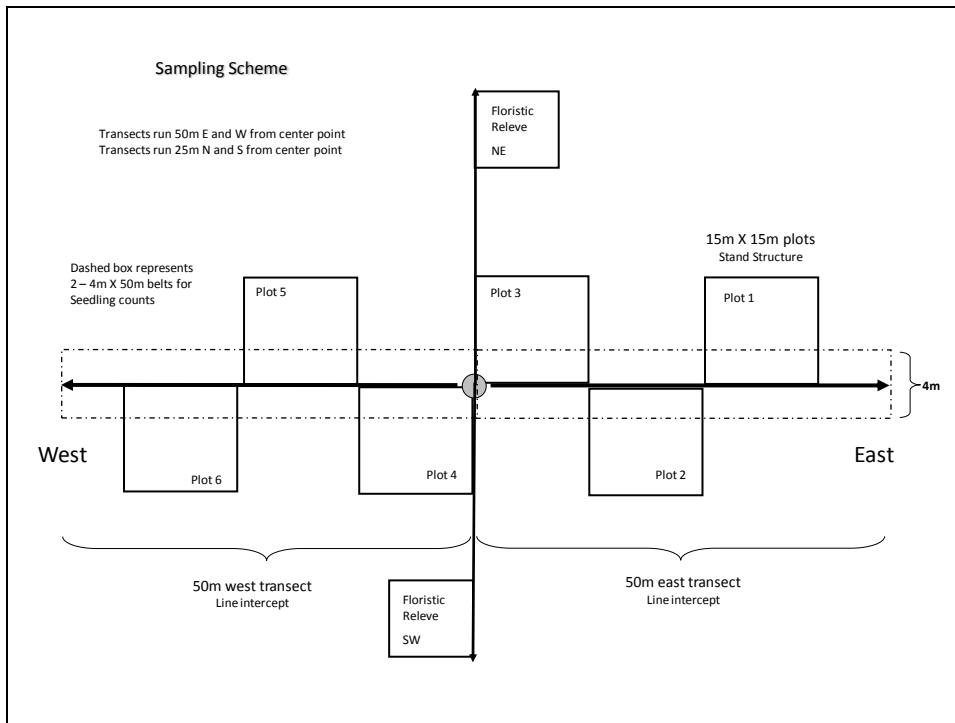 Sampling Scheme
Floristic
Releve
NE
Transects run 50m E and W from center point
Transects run 25m N and S from center point
15m X 15m plots
Stand Structure
Dashed box represents
2 – 4m X 50m belts for
Seedling counts
Plot 5
Plot 3
Plot 1
4m
West
East
Plot 6
Plot 4
Plot 2
50m west transect
Line intercept
50m east transect
Line intercept
Floristic
Releve
SW